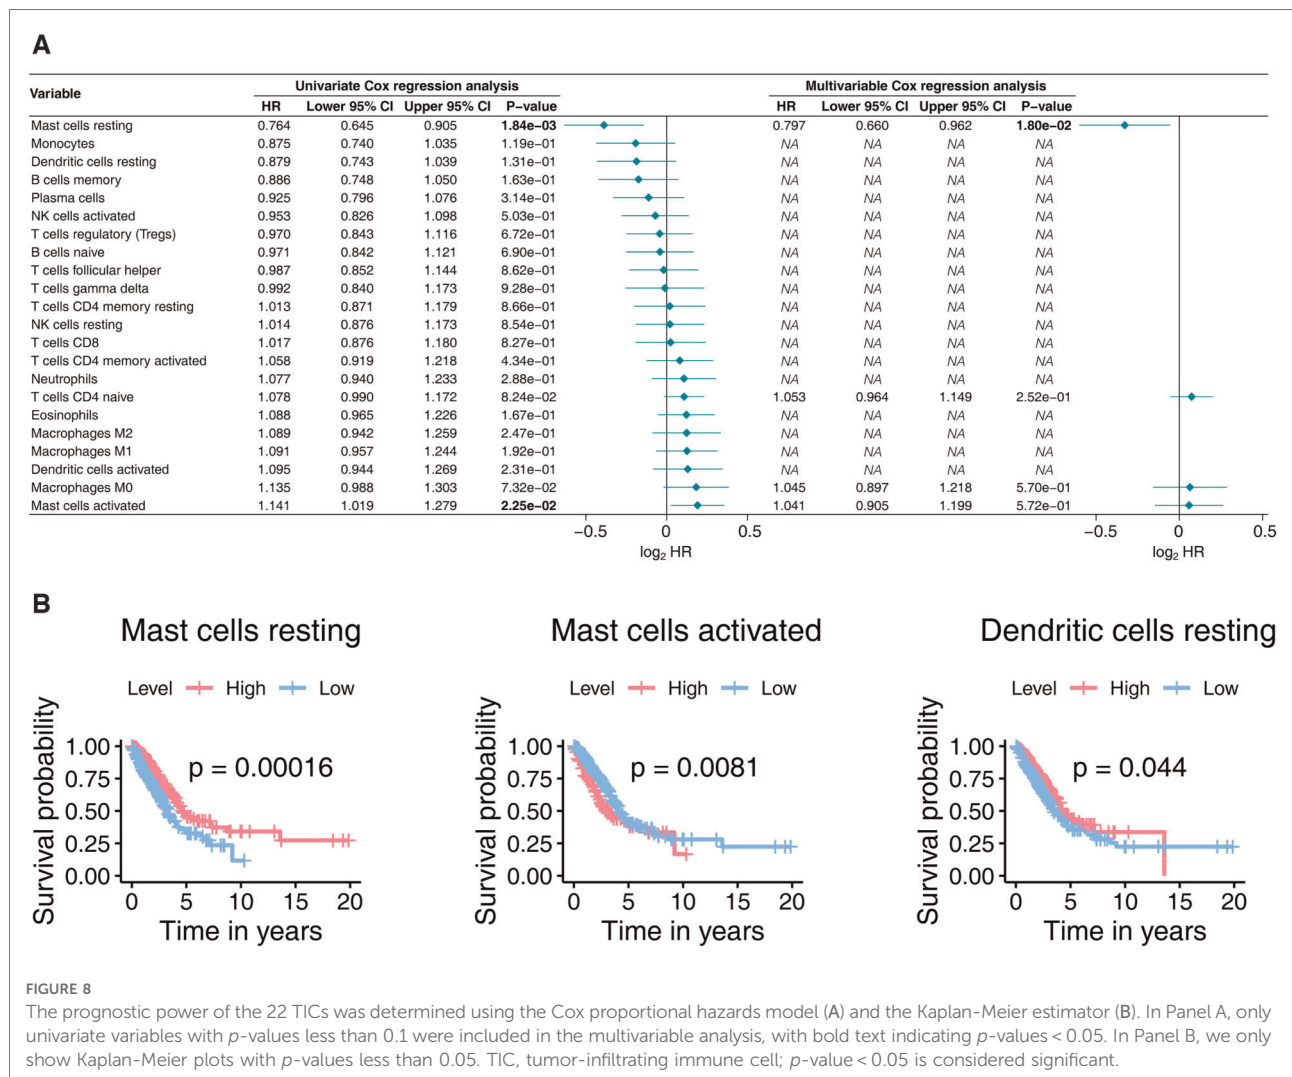 A
Variable Univariate Cox regression analysis Multivariable Cox regression analysis
HR Lower 95% CI Upper 95% CI P−value HR Lower 95% CI Upper 95% CI P−value
Mast cells resting 0.764 0.645 0.905 1.84e−03 0.797 0.660 0.962 1.80e−02
Monocytes 0.875 0.740 1.035 1.19e−01 NA NA NA NA
Dendritic cells resting 0.879 0.743 1.039 1.31e−01 NA NA NA NA
B cells memory 0.886 0.748 1.050 1.63e−01 NA NA NA NA
Plasma cells 0.925 0.796 1.076 3.14e−01 NA NA NA NA
NK cells activated 0.953 0.826 1.098 5.03e−01 NA NA NA NA
T cells regulatory (Tregs) 0.970 0.843 1.116 6.72e−01 NA NA NA NA
B cells naive 0.971 0.842 1.121 6.90e−01 NA NA NA NA
T cells follicular helper 0.987 0.852 1.144 8.62e−01 NA NA NA NA
T cells gamma delta 0.992 0.840 1.173 9.28e−01 NA NA NA NA
T cells CD4 memory resting 1.013 0.871 1.179 8.66e−01 NA NA NA NA
NK cells resting 1.014 0.876 1.173 8.54e−01 NA NA NA NA
T cells CD8 1.017 0.876 1.180 8.27e−01 NA NA NA NA
T cells CD4 memory activated 1.058 0.919 1.218 4.34e−01 NA NA NA NA
Neutrophils 1.077 0.940 1.233 2.88e−01 NA NA NA NA
T cells CD4 naive 1.078 0.990 1.172 8.24e−02 1.053 0.964 1.149 2.52e−01
Eosinophils 1.088 0.965 1.226 1.67e−01 NA NA NA NA
Macrophages M2 1.089 0.942 1.259 2.47e−01 NA NA NA NA
Macrophages M1 1.091 0.957 1.244 1.92e−01 NA NA NA NA
Dendritic cells activated 1.095 0.944 1.269 2.31e−01 NA NA NA NA
Macrophages M0 1.135 0.988 1.303 7.32e−02 1.045 0.897 1.218 5.70e−01
Mast cells activated 1.141 1.019 1.279 2.25e−02 1.041 0.905 1.199 5.72e−01
−0.5 0 0.5 −0.5 0 0.5
log2 HR log2 HR
B
Mast cells resting
Level High Low
Survival probability
1.00
0.75
0.50
0.25
0.00
p = 0.00016
0 5 10 15 20
Time in years
Mast cells activated
Level High Low
Survival probability
1.00
0.75
0.50
0.25
0.00
p = 0.0081
0 5 10 15 20
Time in years
Dendritic cells resting
Level High Low
Survival probability
1.00
0.75
0.50
0.25
0.00
p = 0.044
0 5 10 15 20
Time in years
FIGURE 8
The prognostic power of the 22 TICs was determined using the Cox proportional hazards model (A) and the Kaplan-Meier estimator (B). In Panel A, only
univariate variables with p-values less than 0.1 were included in the multivariable analysis, with bold text indicating p-values < 0.05. In Panel B, we only
show Kaplan-Meier plots with p-values less than 0.05. TIC, tumor-infiltrating immune cell; p-value < 0.05 is considered significant.